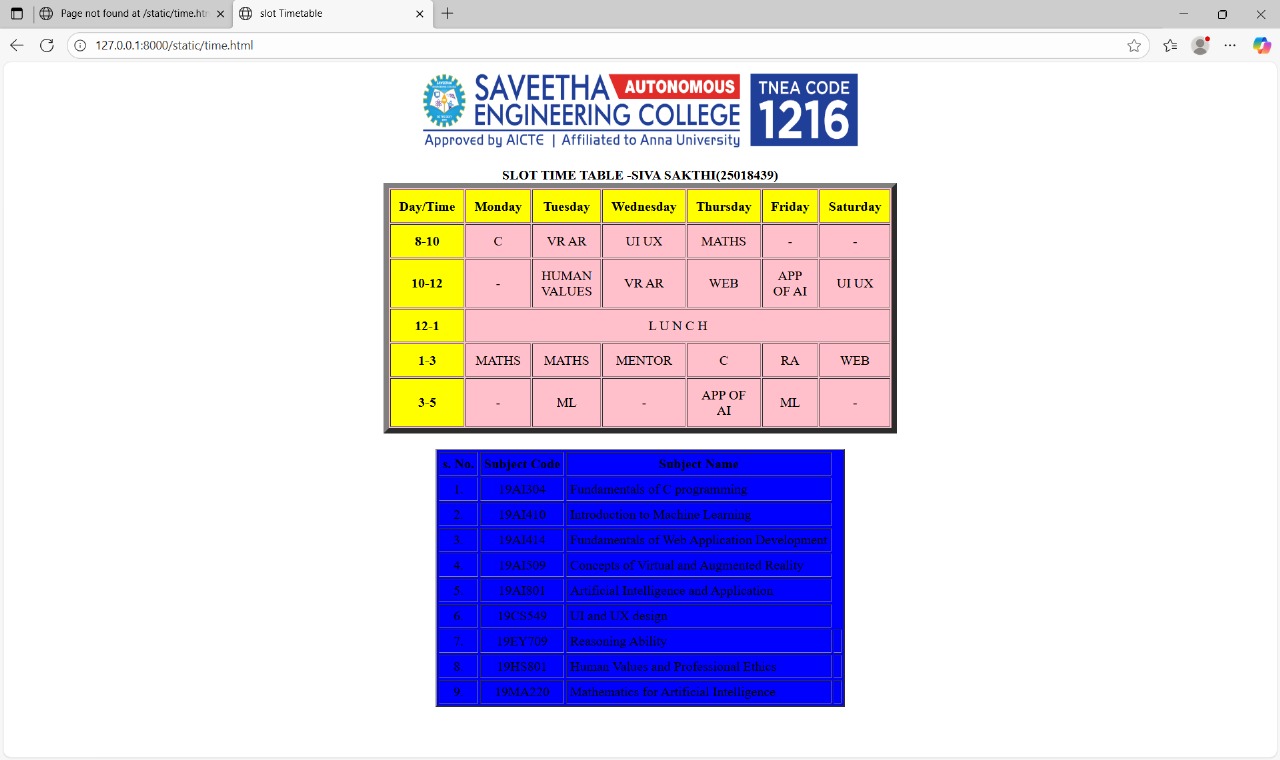 Page not found at /static/time.htm
slot Timetable
127.0.0.1:8000/static/time.html
SAVEETHA AUTONOMOUS
ENGINEERING COLLEGE
Approved by AICTE | Affiliated to Anna University
TNEA CODE
1216
SLOT TIME TABLE -SIVA SAKTHI(25018439)
Day/Time Monday Tuesday Wednesday Thursday Friday Saturday
8-10 C VR AR UI UX MATHS - -
10-12 - HUMAN VALUES VR AR WEB APP OF AI UI UX
12-1 L U N C H
1-3 MATHS MATHS MENTOR C RA WEB
3-5 - ML - APP OF AI ML -
s. No. Subject Code Subject Name
1. 19AI304 Fundamentals of C programming
2. 19AI410 Introduction to Machine Learning
3. 19AI414 Fundamentals of Web Application Development
4. 19AI509 Concepts of Virtual and Augmented Reality
5. 19AI801 Artificial Intelligence and Application
6. 19CS549 UI and UX design
7. 19EY709 Reasoning Ability
8. 19HS801 Human Values and Professional Ethics
9. 19MA220 Mathematics for Artificial Intelligence